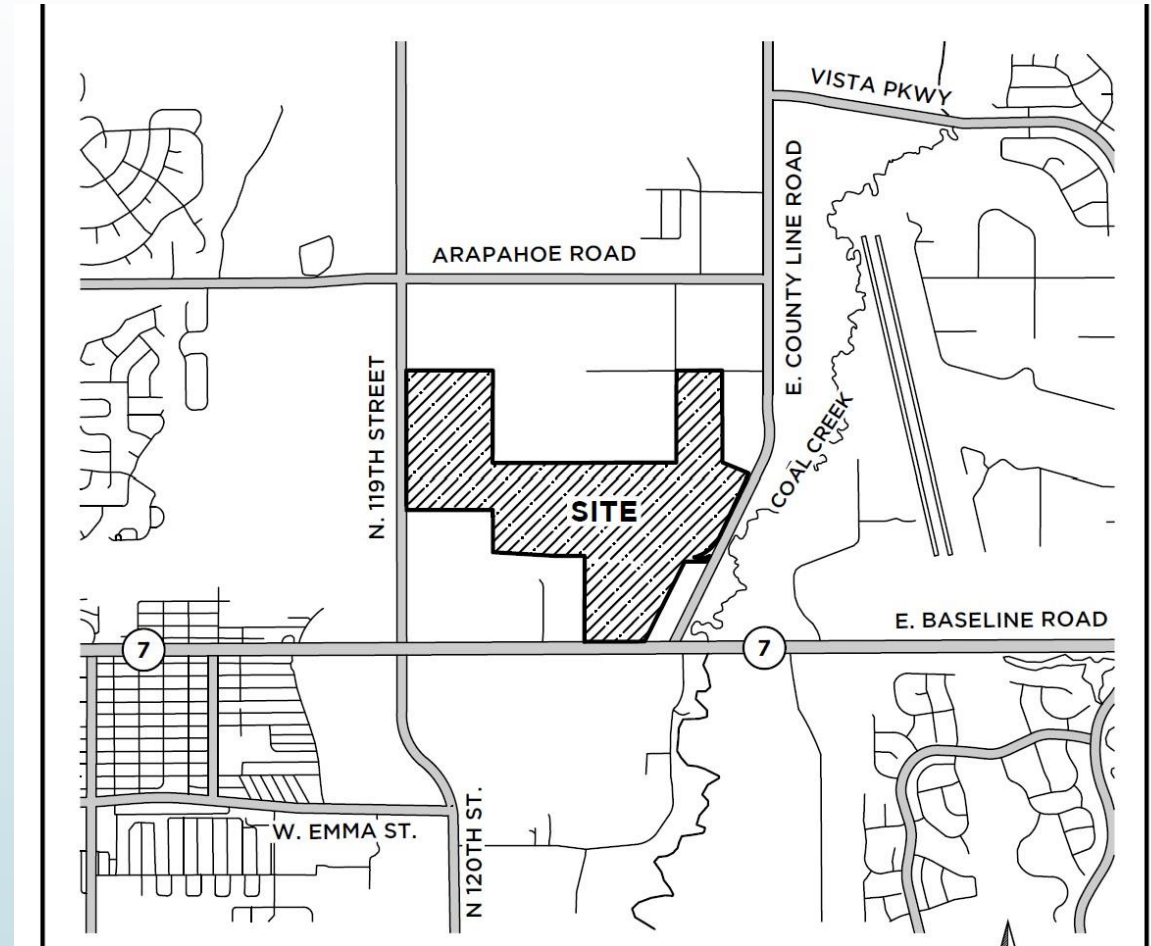 VISTA PKWY
E. COUNTY LINE ROAD
ARAPAHOE ROAD
N. 119TH STREET
COAL CREEK
SITE
E. BASELINE ROAD
7
7
W. EMMA ST.
N 120TH ST.